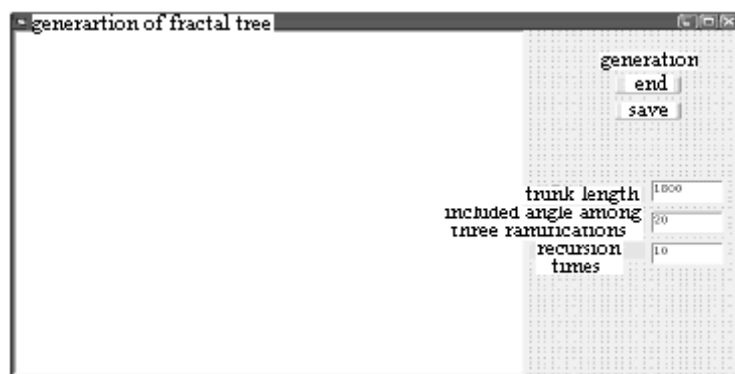 generartion of fractal tree
generation
end
save
trunk length
1800
included angle among
three ramifications
20
recursion
times
10